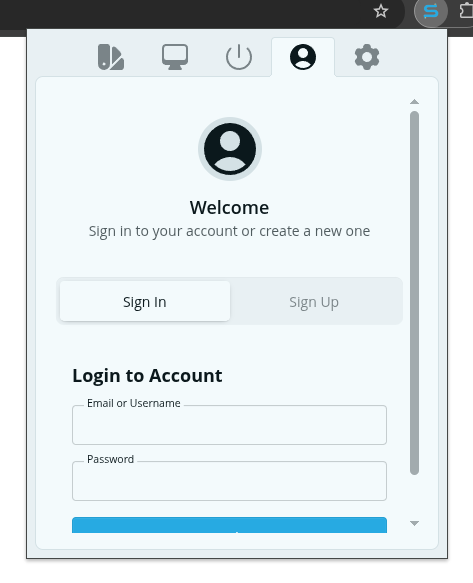 Welcome
Sign in to your account or create a new one
Sign In
Sign Up
Login to Account
Email or Username
Password